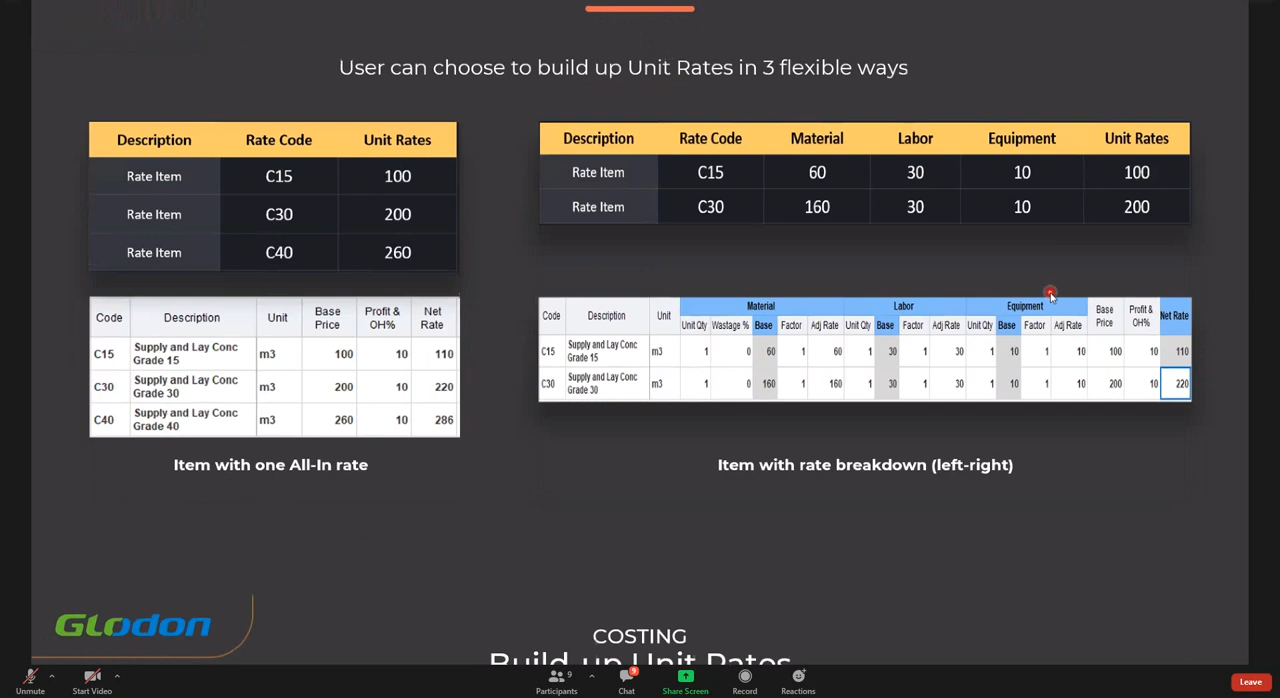 User can choose to build up Unit Rates in 3 flexible ways
Description Rate Code Unit Rates
Rate Item C15 100
Rate Item C30 200
Rate Item C40 260
Description Rate Code Material Labor Equipment Unit Rates
Rate Item C15 60 30 10 100
Rate Item C30 160 30 10 200
Code Description Unit Base Price Profit & OH% Net Rate
C15 Supply and Lay Conc Grade 15 m3 100 10 110
C30 Supply and Lay Conc Grade 30 m3 200 10 220
C40 Supply and Lay Conc Grade 40 m3 260 10 286
Material Labor Equipment
Code Description Unit Unit Qty Wastage % Base Factor Adj Rate Unit Qty Base Factor Adj Rate Unit Qty Base Factor Adj Rate Base Price Profit & OH% Net Rate
C15 Supply and Lay Conc Grade 15 m3 1 0 60 1 60 1 30 1 30 1 10 1 10 100 10 110
C30 Supply and Lay Conc Grade 30 m3 1 0 160 1 160 1 30 1 30 1 10 1 10 200 10 220
Item with one All-In rate
Item with rate breakdown (left-right)
GLODON
COSTING
Build-up Unit Rates
Unmute Start Video Participants 9 Chat 9 Share Screen Record Reactions Leave